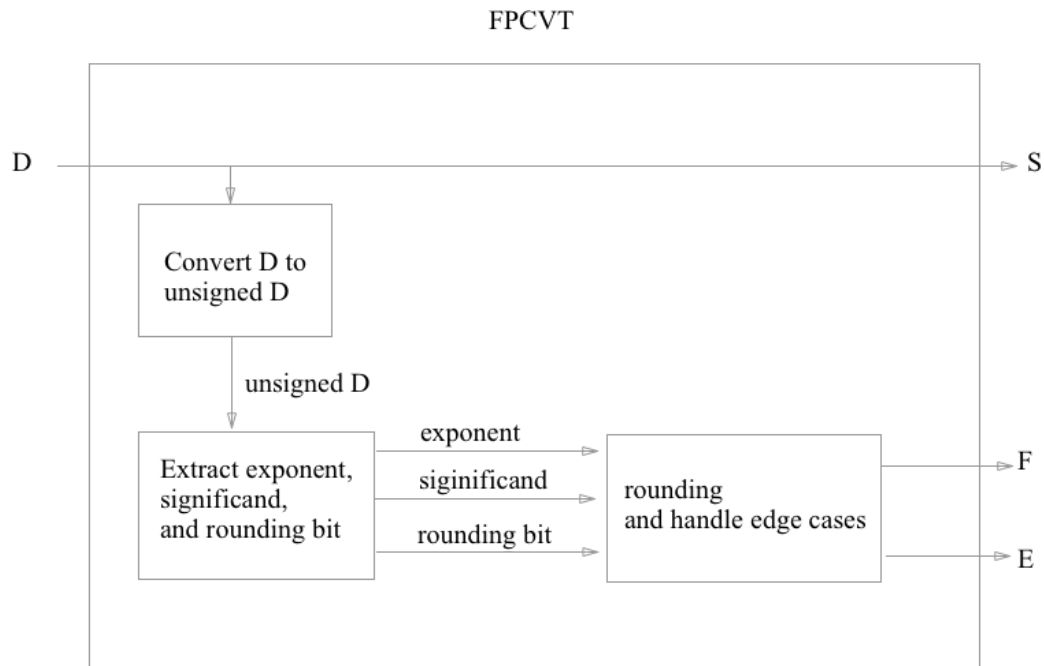 FPCVT
D
S
Convert D to
unsigned D
unsigned D
Extract exponent,
significand,
and rounding bit
exponent
siginificand
rounding bit
rounding
and handle edge cases
F
E